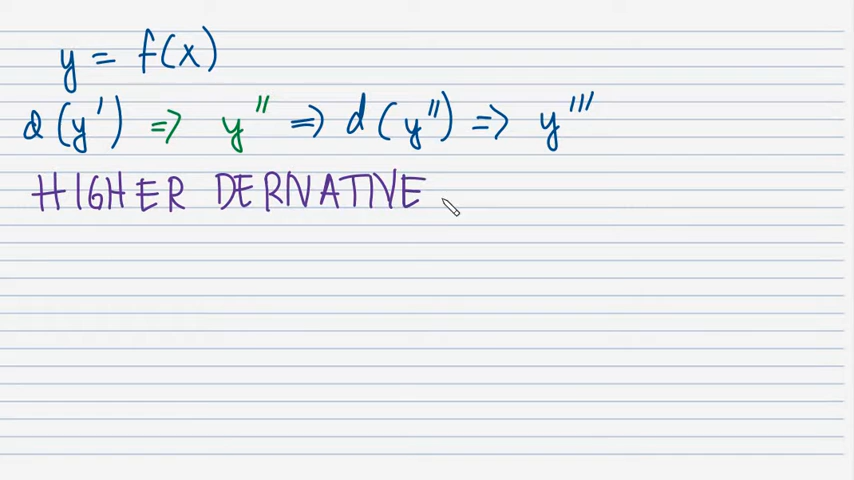 y = f(x)
d(y') => y'' => d(y'') => y'''
HIGHER DERIVATIVE